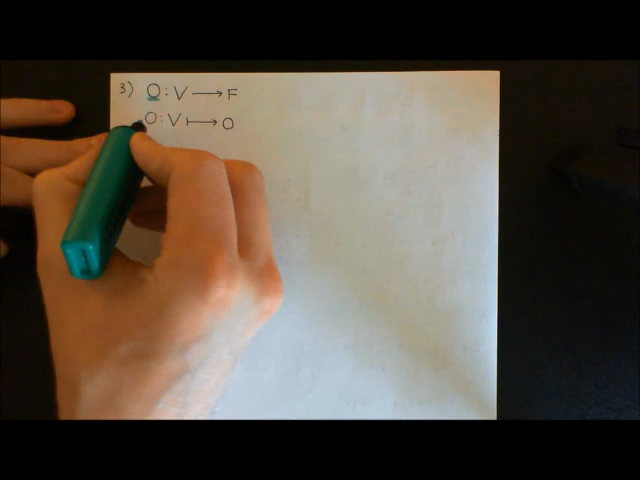 3) O : V ⟶ F
O : V ⟼ O